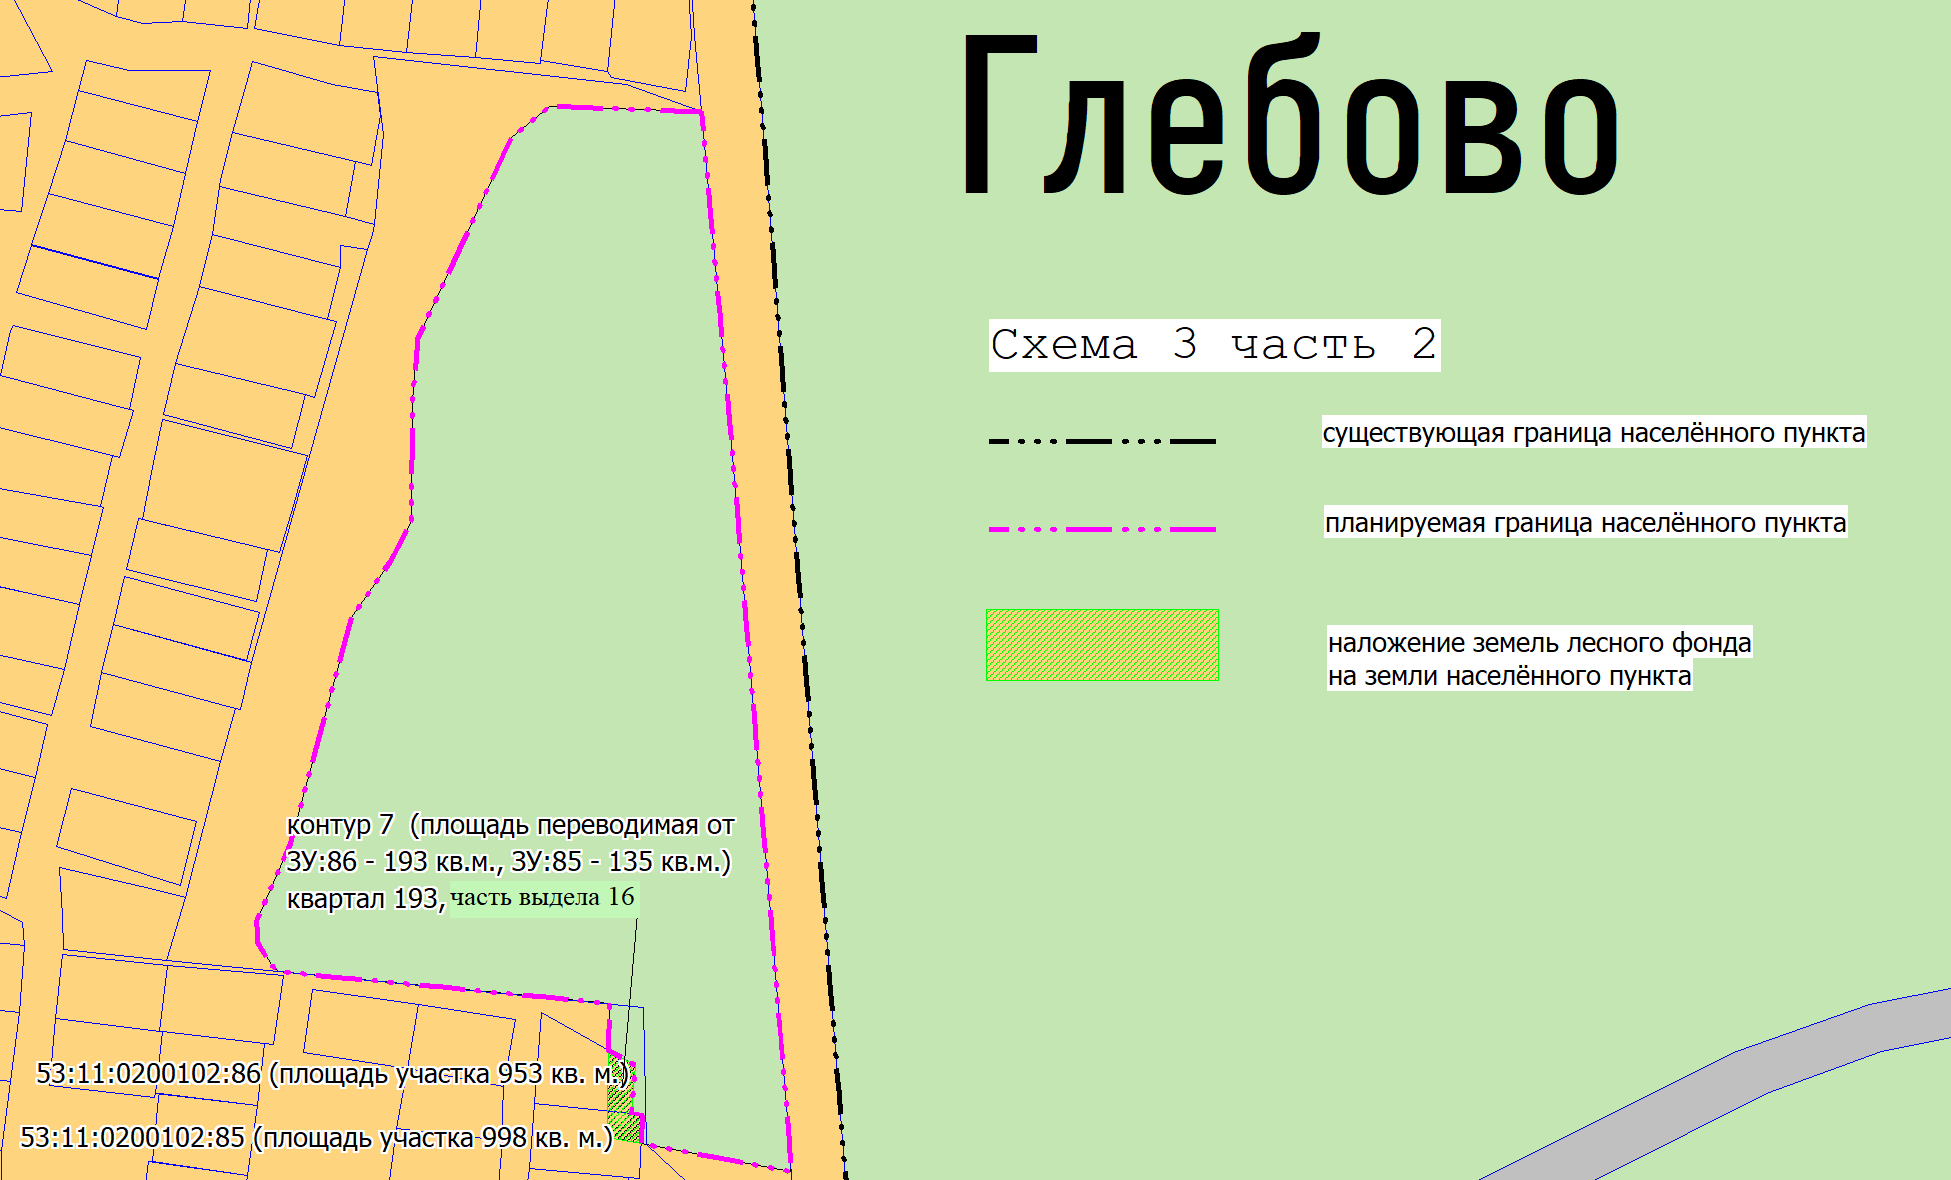 Глебово
Схема 3 часть 2
существующая граница населённого пункта
планируемая граница населённого пункта
наложение земель лесного фонда
на земли населённого пункта
контур 7 (площадь переводимая от
ЗУ:86 - 193 кв.м., ЗУ:85 - 135 кв.м.)
квартал 193, часть выдела 16
53:11:0200102:86 (площадь участка 953 кв. м.)
53:11:0200102:85 (площадь участка 998 кв. м.)